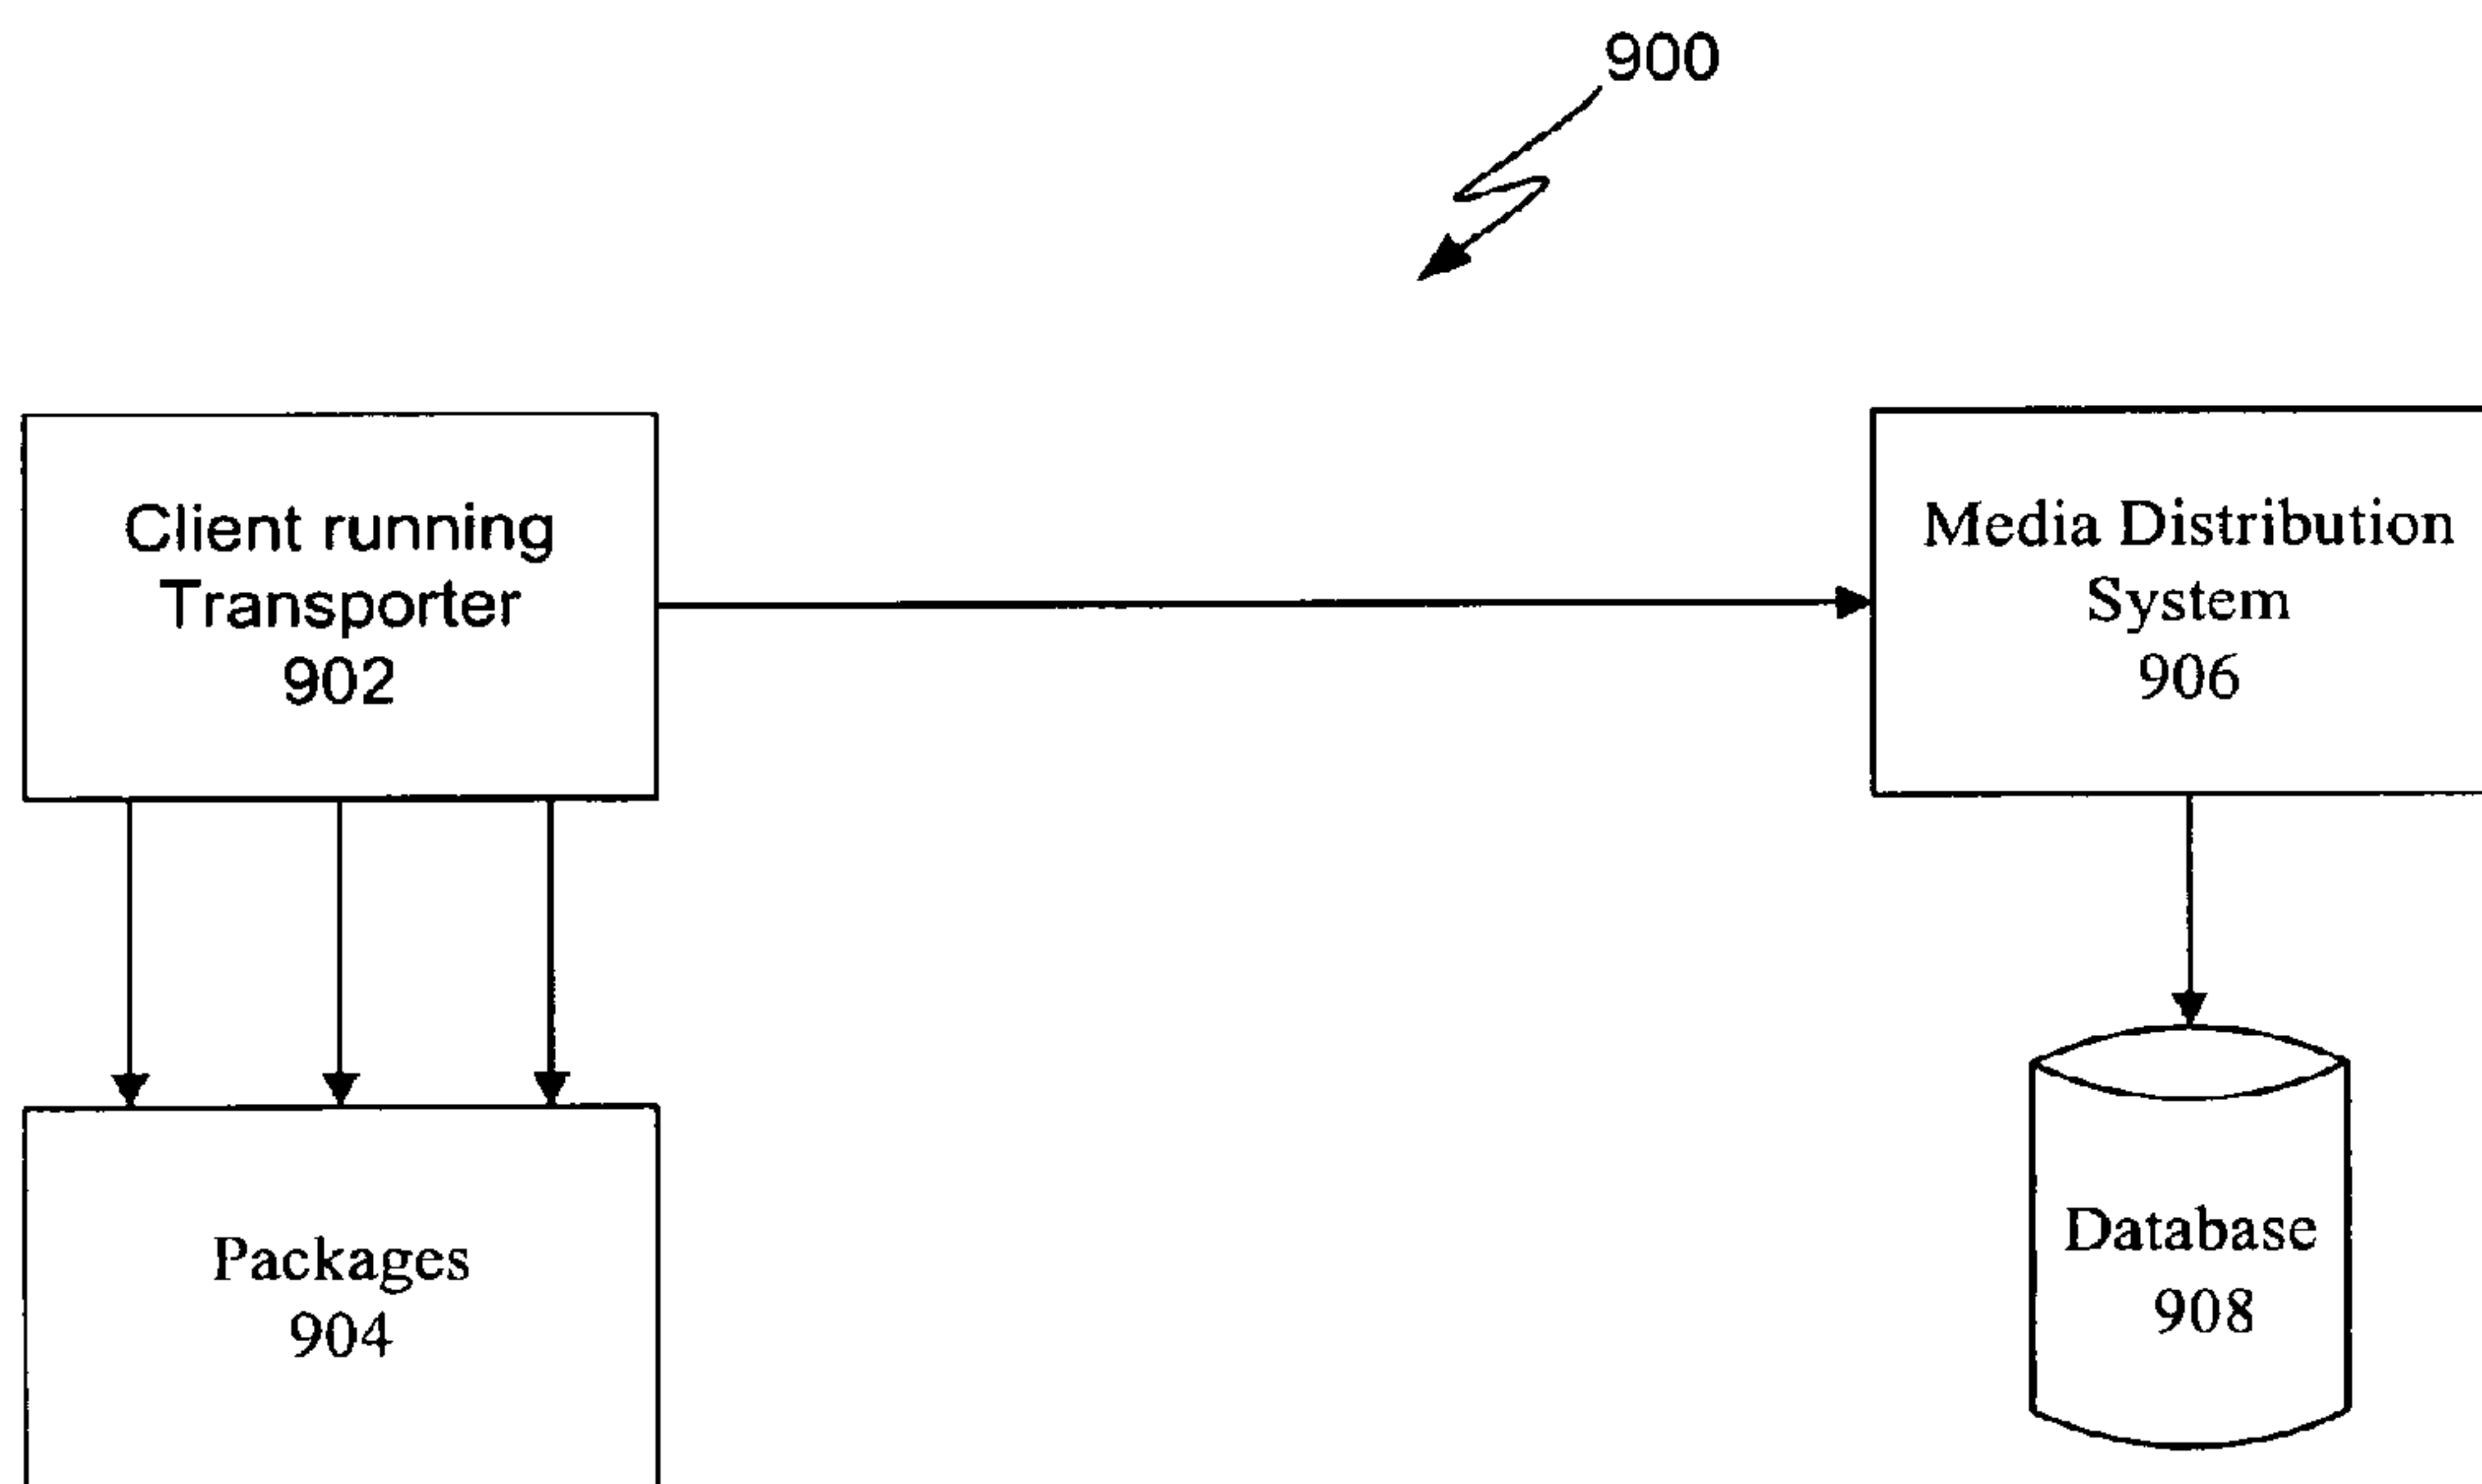 900
Client running
Transporter
902
Media Distribution
System
906
Packages
904
Database
908